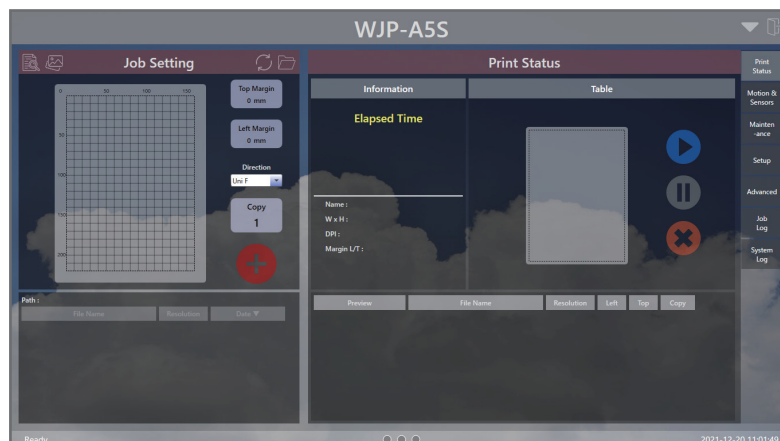 WJP-A5S
Job Setting
0 50 100 150
50
100
150
200
Top Margin
0 mm
Left Margin
0 mm
Direction
Uni F
Copy
1
Path :
File Name Resolution Date ▼
Print Status
Information
Elapsed Time
Name :
W x H :
DPI :
Margin L/T :
Table
Preview File Name Resolution Left Top Copy
Print
Status
Motion &
Sensors
Mainten
-ance
Setup
Advanced
Job
Log
System
Log
Ready
2021-12-20 11:01:49